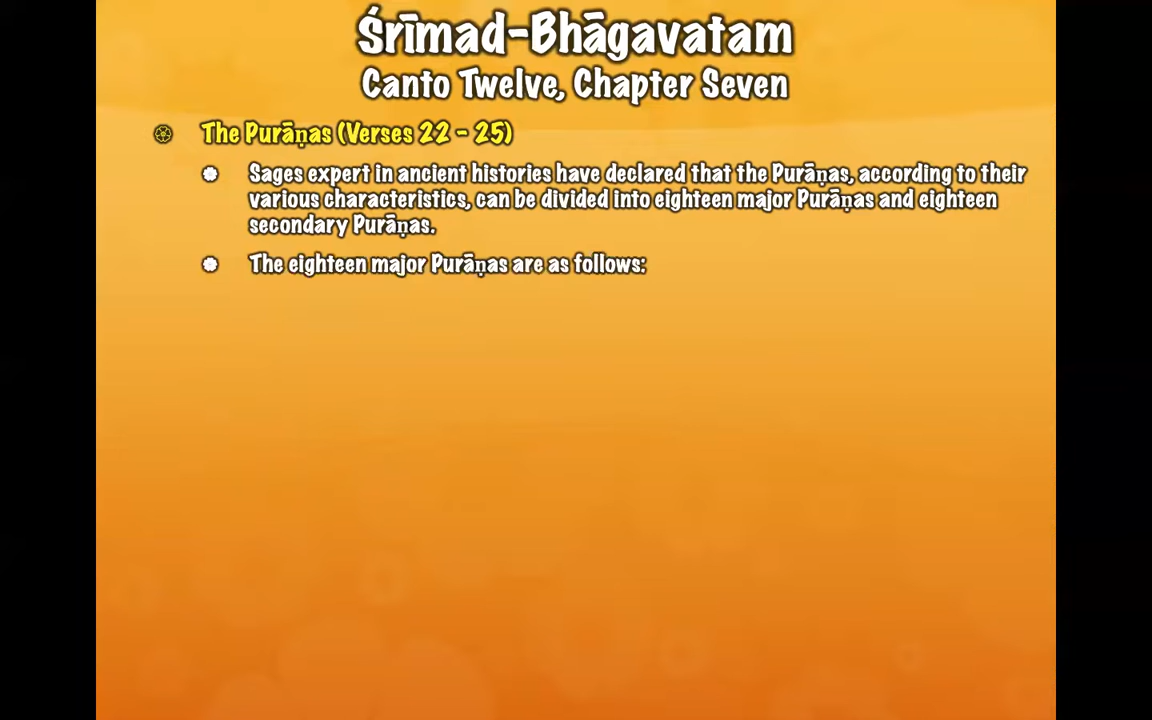 Śrīmad-Bhāgavatam
Canto Twelve, Chapter Seven
The Purāṇas (Verses 22 - 25)
Sages expert in ancient histories have declared that the Purāṇas, according to their
various characteristics, can be divided into eighteen major Purāṇas and eighteen
secondary Purāṇas.
The eighteen major Purāṇas are as follows: